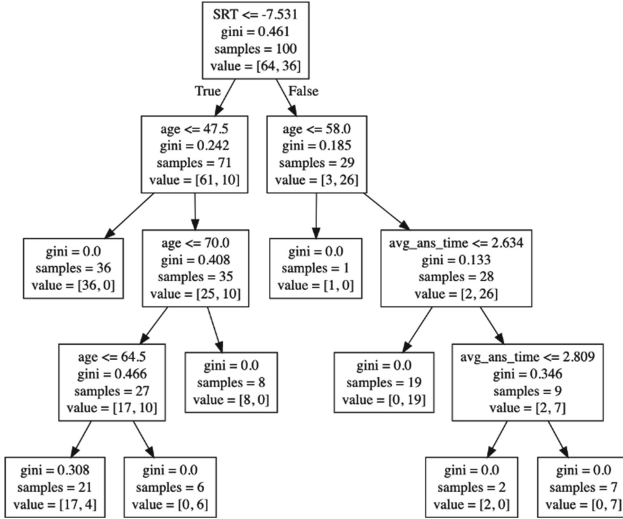 SRT <= -7.531
gini = 0.461
samples = 100
value = [64, 36]
True
False
age <= 47.5
gini = 0.242
samples = 71
value = [61, 10]
age <= 58.0
gini = 0.185
samples = 29
value = [3, 26]
gini = 0.0
samples = 36
value = [36, 0]
age <= 70.0
gini = 0.408
samples = 35
value = [25, 10]
gini = 0.0
samples = 1
value = [1, 0]
avg_ans_time <= 2.634
gini = 0.133
samples = 28
value = [2, 26]
age <= 64.5
gini = 0.466
samples = 27
value = [17, 10]
gini = 0.0
samples = 8
value = [8, 0]
gini = 0.0
samples = 19
value = [0, 19]
avg_ans_time <= 2.809
gini = 0.346
samples = 9
value = [2, 7]
gini = 0.308
samples = 21
value = [17, 4]
gini = 0.0
samples = 6
value = [0, 6]
gini = 0.0
samples = 2
value = [2, 0]
gini = 0.0
samples = 7
value = [0, 7]